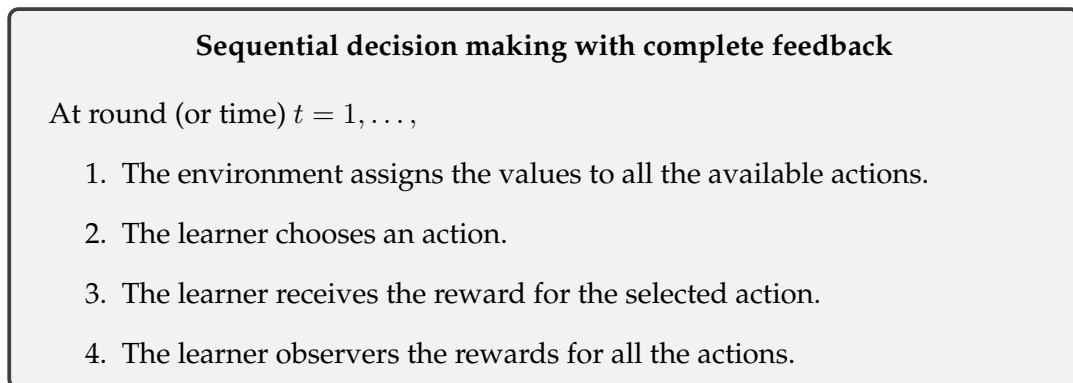 Sequential decision making with complete feedback
At round (or time) t = 1, . . . ,
1. The environment assigns the values to all the available actions.
2. The learner chooses an action.
3. The learner receives the reward for the selected action.
4. The learner observers the rewards for all the actions.